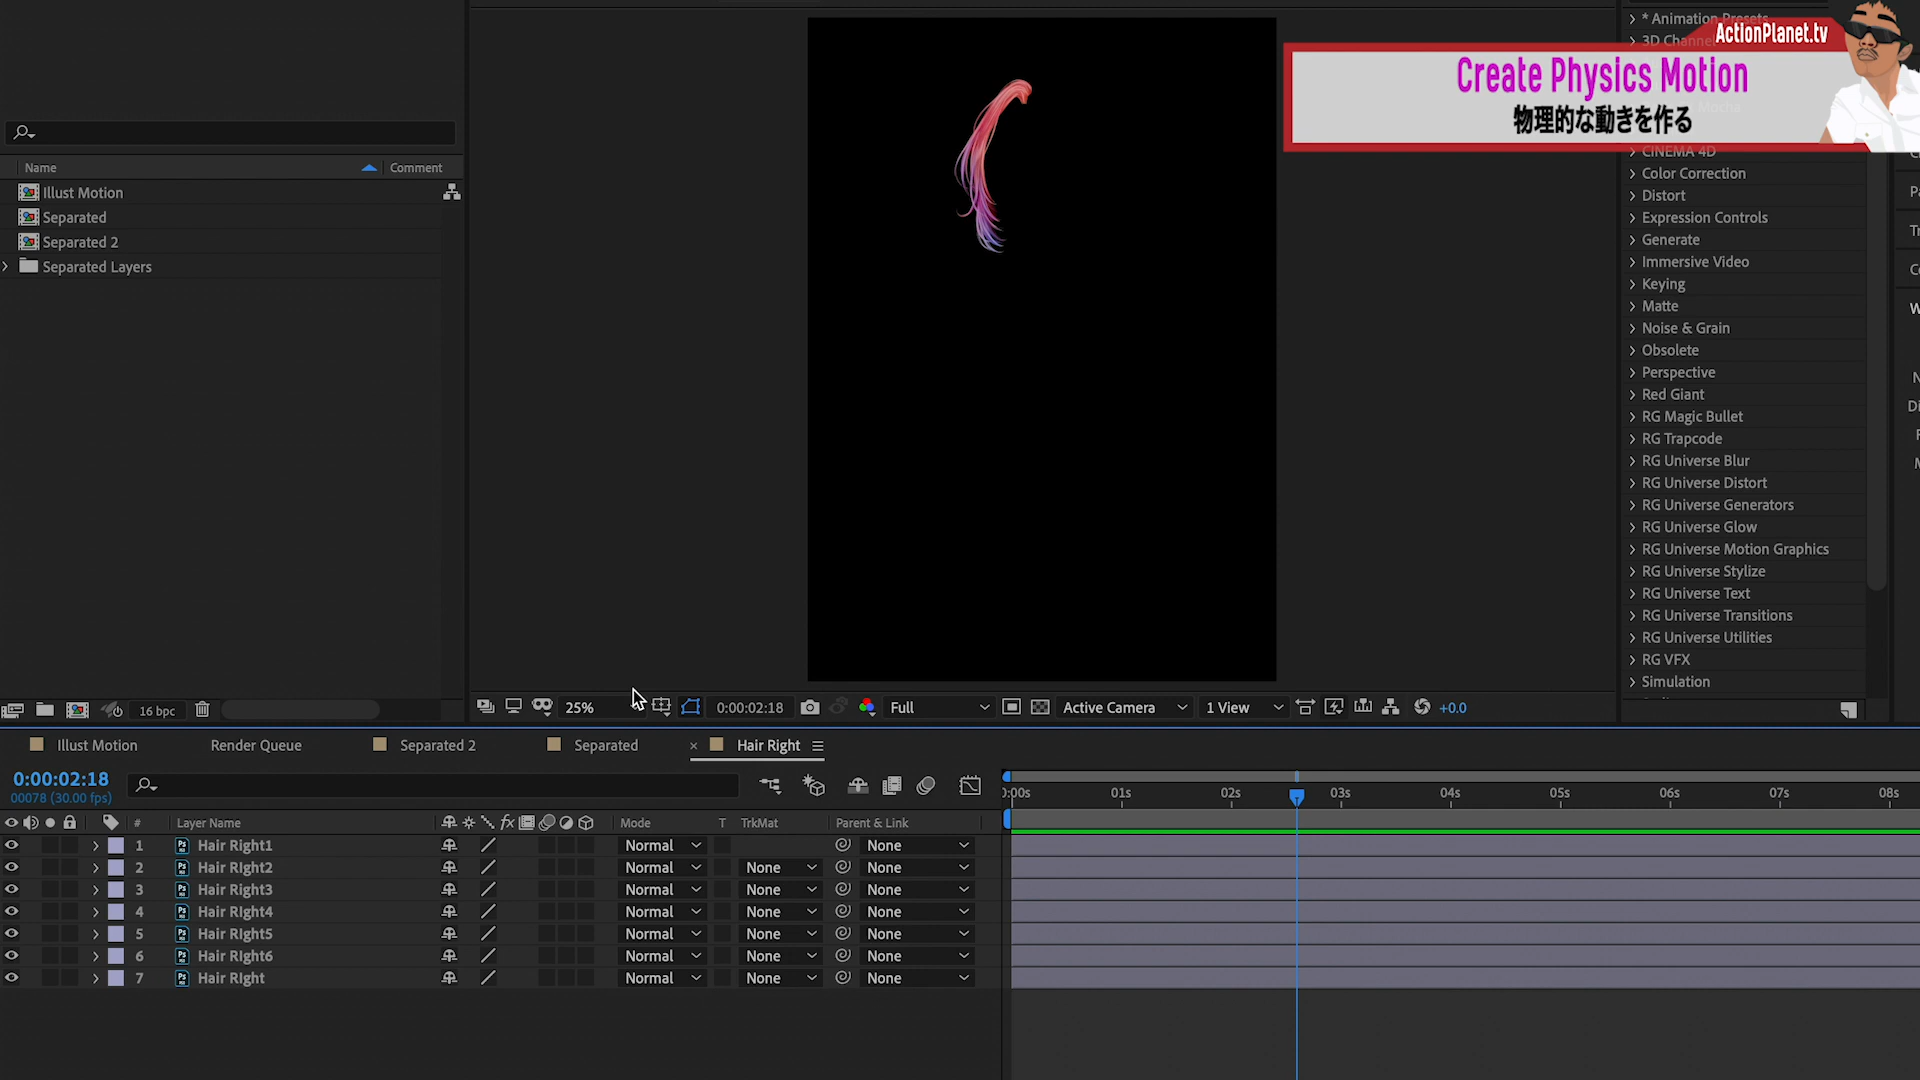 ActionPlanet.tv
Create Physics Motion
物理的な動きを作る
Name
Comment
Illust Motion
Separated
Separated 2
Separated Layers
16 bpc
* Animation Presets
3D Channel
CINEMA 4D
Color Correction
Distort
Expression Controls
Generate
Immersive Video
Keying
Matte
Noise & Grain
Obsolete
Perspective
Red Giant
RG Magic Bullet
RG Trapcode
RG Universe Blur
RG Universe Distort
RG Universe Generators
RG Universe Glow
RG Universe Motion Graphics
RG Universe Stylize
RG Universe Text
RG Universe Transitions
RG Universe Utilities
RG VFX
Simulation
25%
0:00:02:18
Full
Active Camera
1 View
+0.0
Illust Motion
Render Queue
Separated 2
Separated
× Hair Right
0:00:02:18
00078 (30.00 fps)
# Layer Name
Mode T TrkMat Parent & Link
1 Hair RIght1 Normal None
2 Hair RIght2 Normal None None
3 Hair RIght3 Normal None None
4 Hair RIght4 Normal None None
5 Hair RIght5 Normal None None
6 Hair RIght6 Normal None None
7 Hair RIght Normal None None
:00s 01s 02s 03s 04s 05s 06s 07s 08s